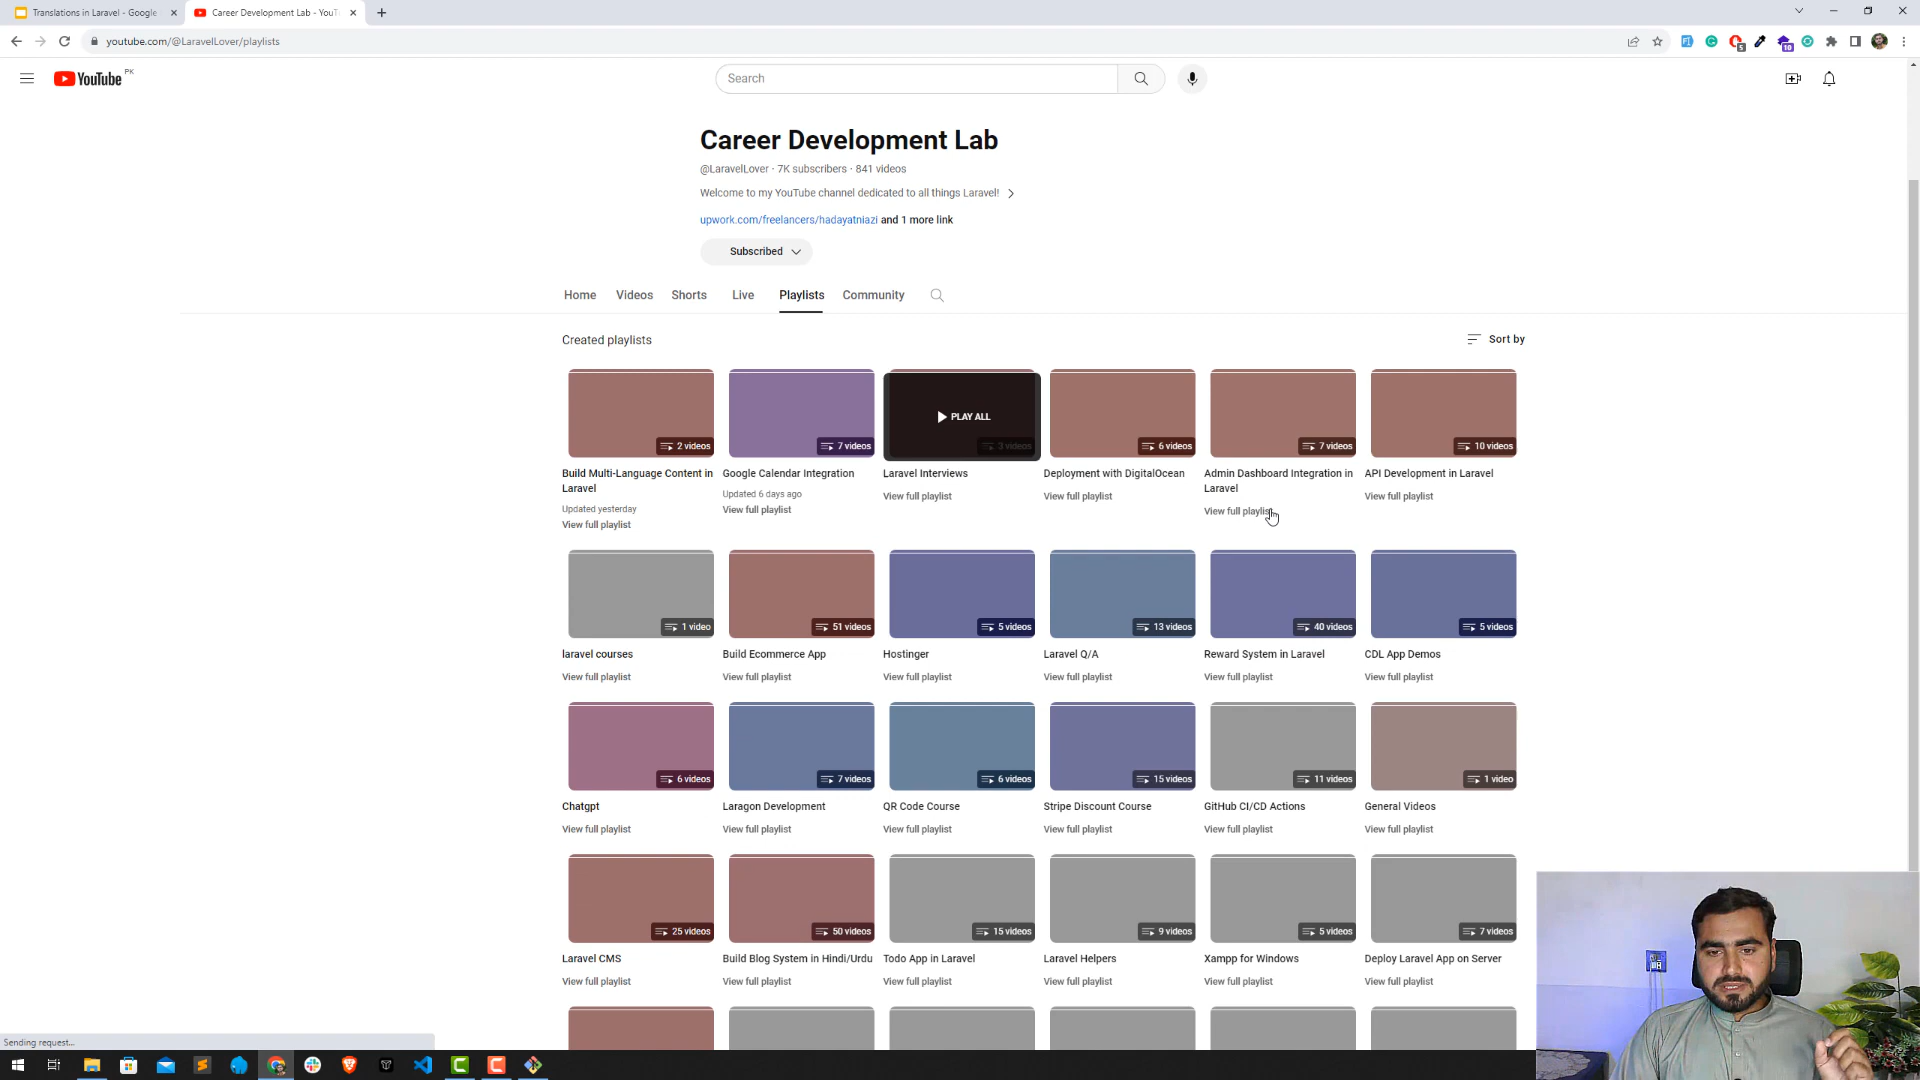 Translations in Laravel - Google
Career Development Lab - YouT
youtube.com/@LaravelLover/playlists
5
10
YouTube PK
Search
Career Development Lab
@LaravelLover · 7K subscribers · 841 videos
Welcome to my YouTube channel dedicated to all things Laravel!
upwork.com/freelancers/hadayatniazi and 1 more link
Subscribed
Home Videos Shorts Live Playlists Community
Created playlists
Sort by
2 videos
7 videos
PLAY ALL
3 videos
6 videos
7 videos
10 videos
Build Multi-Language Content in Laravel
Updated yesterday
View full playlist
Google Calendar Integration
Updated 6 days ago
View full playlist
Laravel Interviews
View full playlist
Deployment with DigitalOcean
View full playlist
Admin Dashboard Integration in Laravel
View full playlist
API Development in Laravel
View full playlist
1 video
51 videos
5 videos
13 videos
40 videos
5 videos
laravel courses
View full playlist
Build Ecommerce App
View full playlist
Hostinger
View full playlist
Laravel Q/A
View full playlist
Reward System in Laravel
View full playlist
CDL App Demos
View full playlist
6 videos
7 videos
6 videos
15 videos
11 videos
1 video
Chatgpt
View full playlist
Laragon Development
View full playlist
QR Code Course
View full playlist
Stripe Discount Course
View full playlist
GitHub CI/CD Actions
View full playlist
General Videos
View full playlist
25 videos
50 videos
15 videos
9 videos
5 videos
7 videos
Laravel CMS
View full playlist
Build Blog System in Hindi/Urdu
View full playlist
Todo App in Laravel
View full playlist
Laravel Helpers
View full playlist
Xampp for Windows
View full playlist
Deploy Laravel App on Server
View full playlist
Sending request...